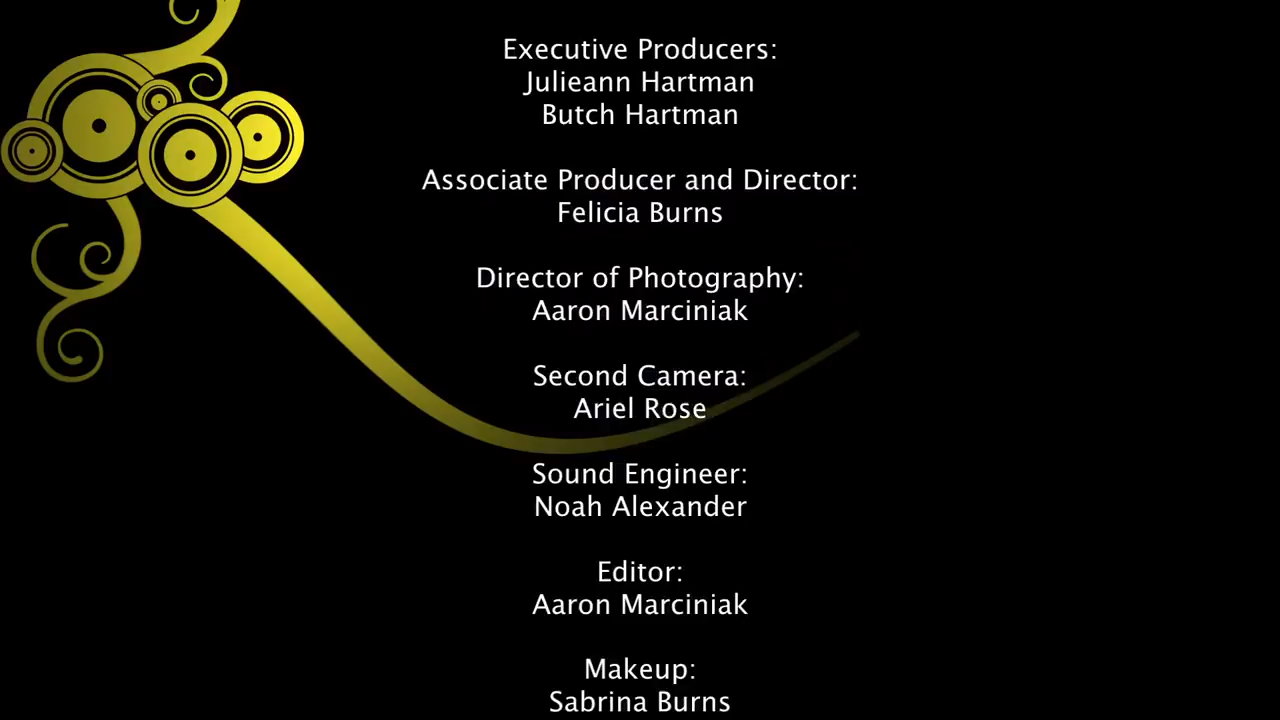 Executive Producers:
Julieann Hartman
Butch Hartman
Associate Producer and Director:
Felicia Burns
Director of Photography:
Aaron Marciniak
Second Camera:
Ariel Rose
Sound Engineer:
Noah Alexander
Editor:
Aaron Marciniak
Makeup:
Sabrina Burns